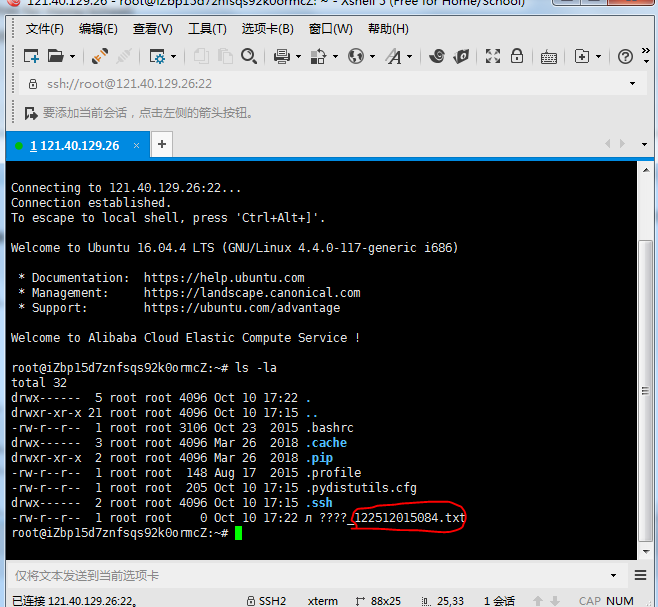 121.40.129.26 - root@iZbp15d7znfsqs92k0ormcZ: ~ - Xshell 5 (Free for Home/School)
文件(F) 编辑(E) 查看(V) 工具(T) 选项卡(B) 窗口(W) 帮助(H)
ssh://root@121.40.129.26:22
要添加当前会话，点击左侧的箭头按钮。
1 121.40.129.26 × +
Connecting to 121.40.129.26:22...
Connection established.
To escape to local shell, press 'Ctrl+Alt+]'.
Welcome to Ubuntu 16.04.4 LTS (GNU/Linux 4.4.0-117-generic i686)
* Documentation:  https://help.ubuntu.com
* Management:     https://landscape.canonical.com
* Support:        https://ubuntu.com/advantage
Welcome to Alibaba Cloud Elastic Compute Service !
root@iZbp15d7znfsqs92k0ormcZ:~# ls -la
total 32
drwx------  5 root root 4096 Oct 10 17:22 .
drwxr-xr-x 21 root root 4096 Oct 10 17:15 ..
-rw-r--r--  1 root root 3106 Oct 23  2015 .bashrc
drwx------  3 root root 4096 Mar 26  2018 .cache
drwxr-xr-x  2 root root 4096 Mar 26  2018 .pip
-rw-r--r--  1 root root  148 Aug 17  2015 .profile
-rw-r--r--  1 root root  205 Oct 10 17:15 .pydistutils.cfg
drwx------  2 root root 4096 Oct 10 17:15 .ssh
-rw-r--r--  1 root root    0 Oct 10 17:22 л ????_122512015084.txt
root@iZbp15d7znfsqs92k0ormcZ:~#
仅将文本发送到当前选项卡
已连接 121.40.129.26:22。 SSH2 xterm 88x25 25,33 1 会话 CAP NUM